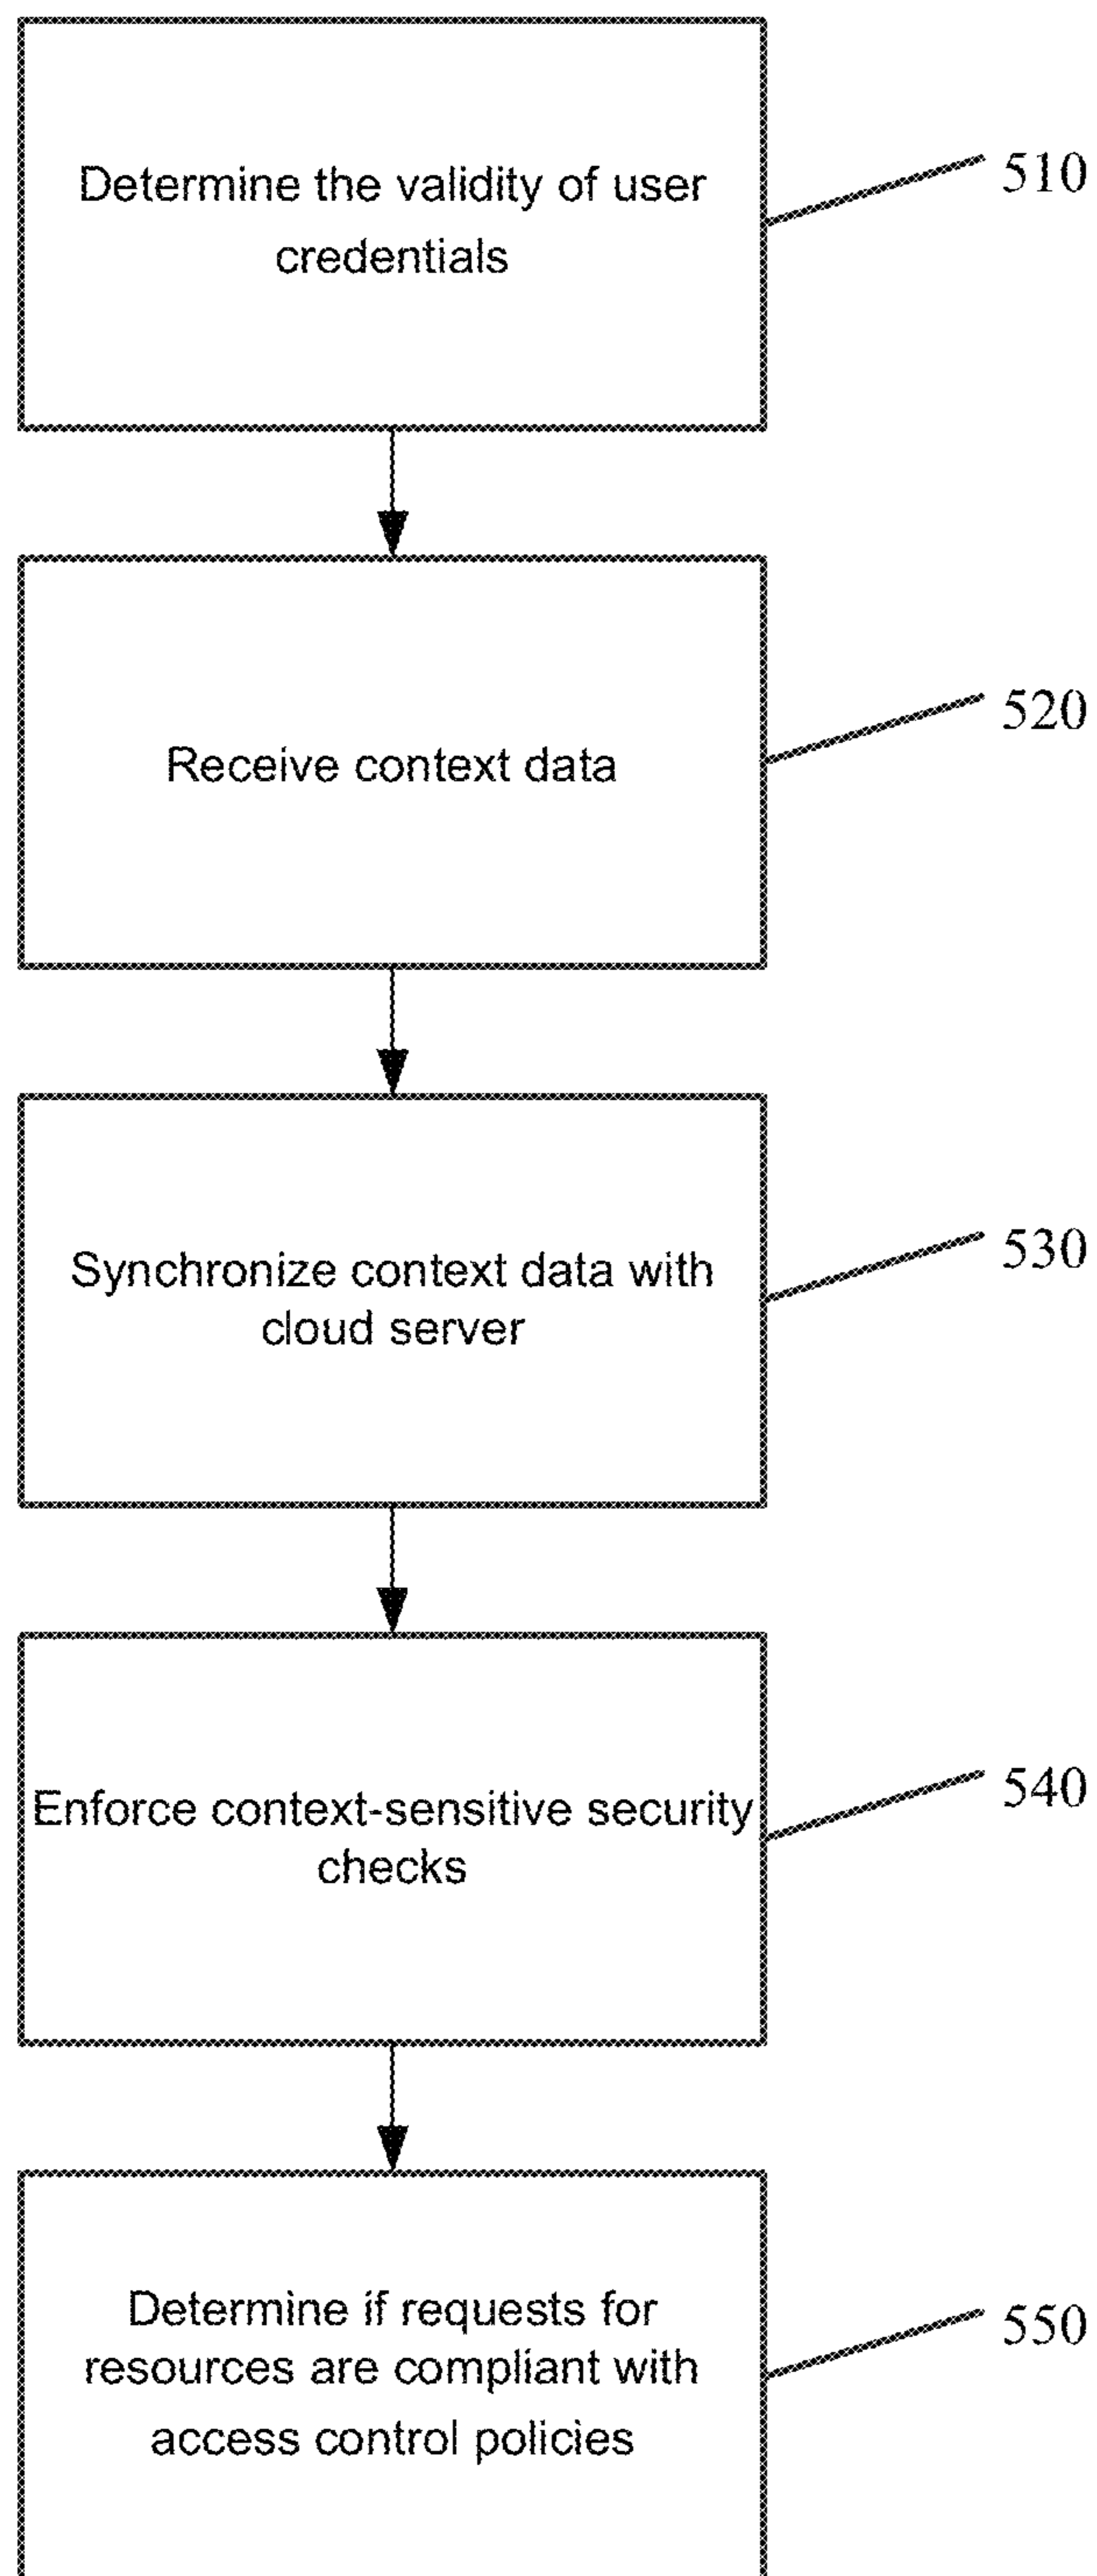 Determine the validity of user
credentials
510
Receive context data
520
Synchronize context data with
cloud server
530
Enforce context-sensitive security
checks
540
Determine if requests for
resources are compliant with
access control policies
550